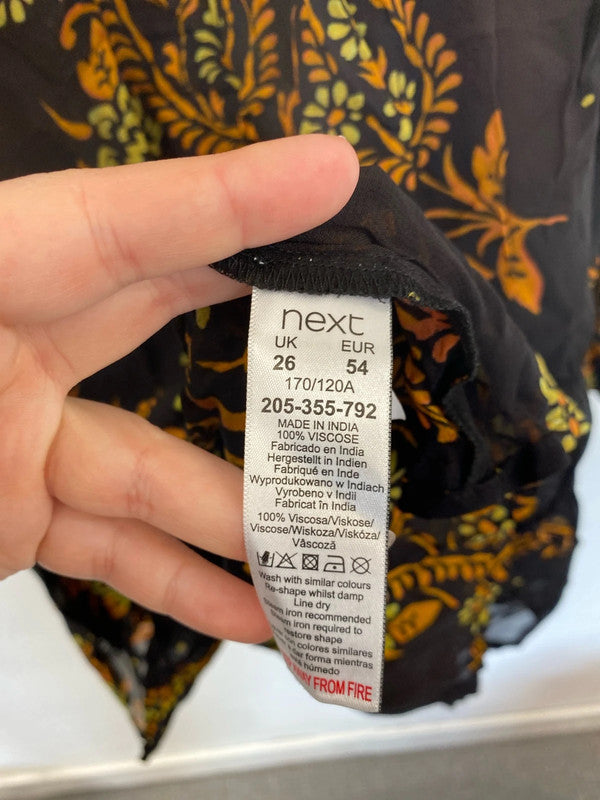 next
UK EUR
26 54
170/120A
205-355-792
MADE IN INDIA
100% VISCOSE
Fabricado en India
Hergestellt in Indien
Fabriqué en Inde
Wyprodukowano w Indiach
Vyrobeno v Indii
Fabricat în India
100% Viscosa/Viskose/
Viscose/Wiskoza/Viskóza/
Vâscoză
Wash with similar colours
Re-shape whilst damp
Line dry
iron recommended
iron required to
restore shape
con colores similares
forma mientras
húmedo
AWAY FROM FIRE